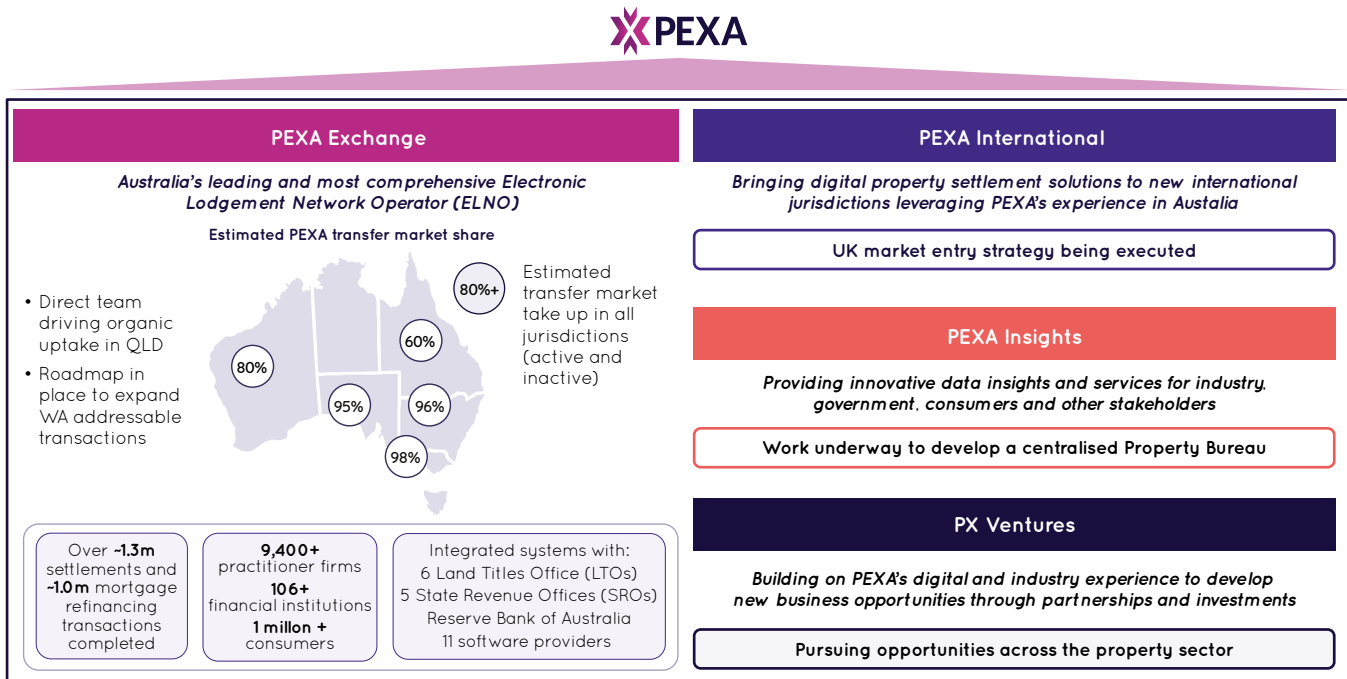 PEXA
PEXA Exchange
Australia's leading and most comprehensive Electronic
Lodgement Network Operator (ELNO)
Estimated PEXA transfer market share
• Direct team
driving organic
uptake in QLD
• Roadmap in
place to expand
WA addressable
transactions
80%
95%
60%
96%
98%
80%+
Estimated
transfer market
take up in all
jurisdictions
(active and
inactive)
Over ~1.3m
settlements and
~1.0m mortgage
refinancing
transactions
completed
9,400+
practitioner firms
106+
financial institutions
1 millon +
consumers
Integrated systems with:
6 Land Titles Office (LTOs)
5 State Revenue Offices (SROs)
Reserve Bank of Australia
11 software providers
PEXA International
Bringing digital property settlement solutions to new international
jurisdictions leveraging PEXA's experience in Austalia
UK market entry strategy being executed
PEXA Insights
Providing innovative data insights and services for industry,
government, consumers and other stakeholders
Work underway to develop a centralised Property Bureau
PX Ventures
Building on PEXA's digital and industry experience to develop
new business opportunities through partnerships and investments
Pursuing opportunities across the property sector